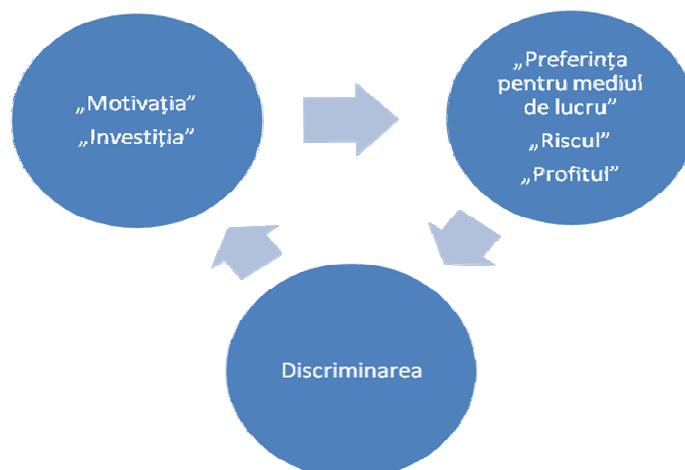 „Motivația”
„Investiția”
„Preferința
pentru mediul
de lucru”
„Riscul”
„Profitul”
Discriminarea